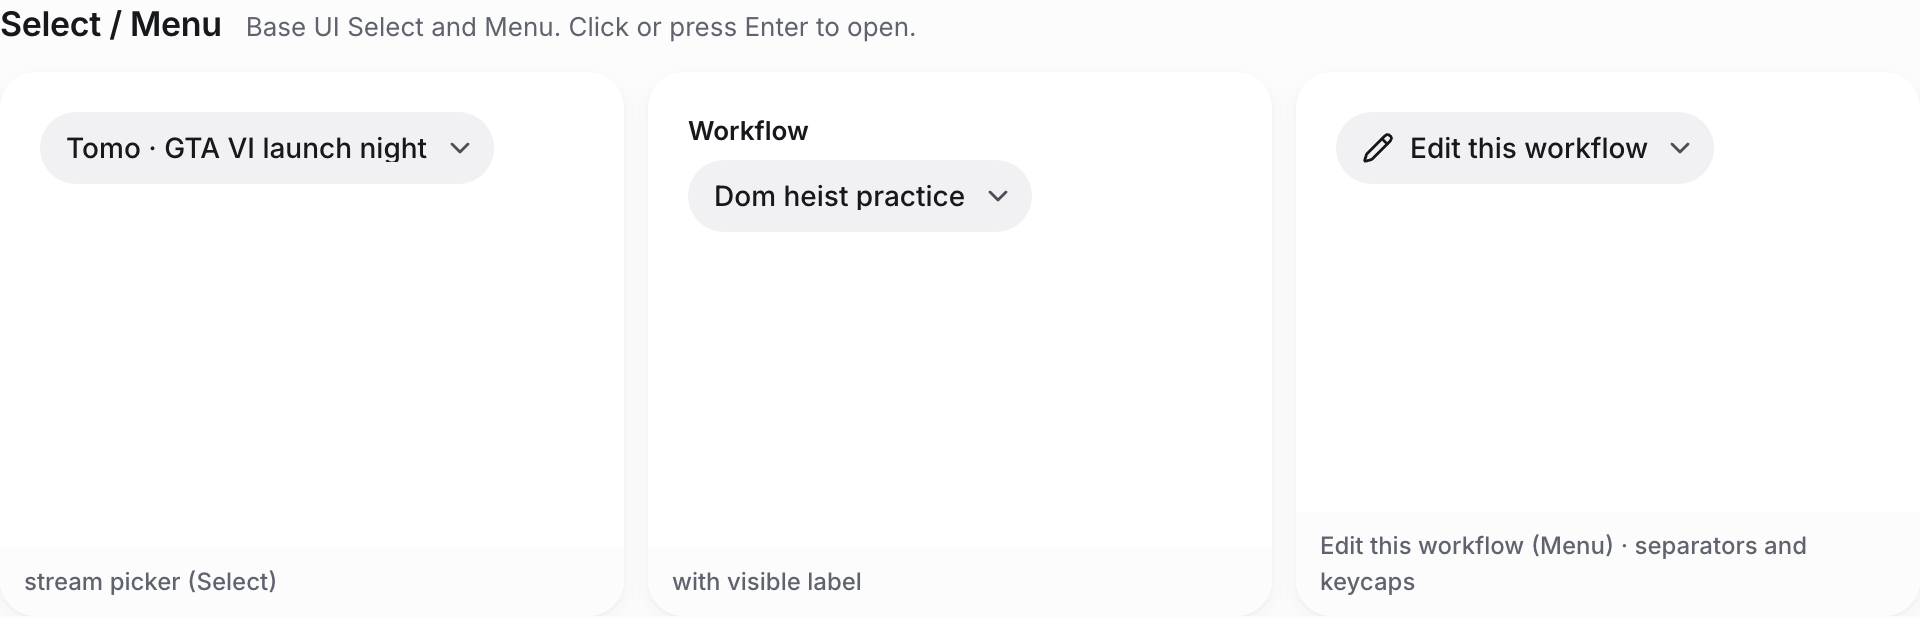 Select / Menu Base UI Select and Menu. Click or press Enter to open.
Tomo · GTA VI launch night
stream picker (Select)
Workflow
Dom heist practice
with visible label
Edit this workflow
Edit this workflow (Menu) · separators and
keycaps